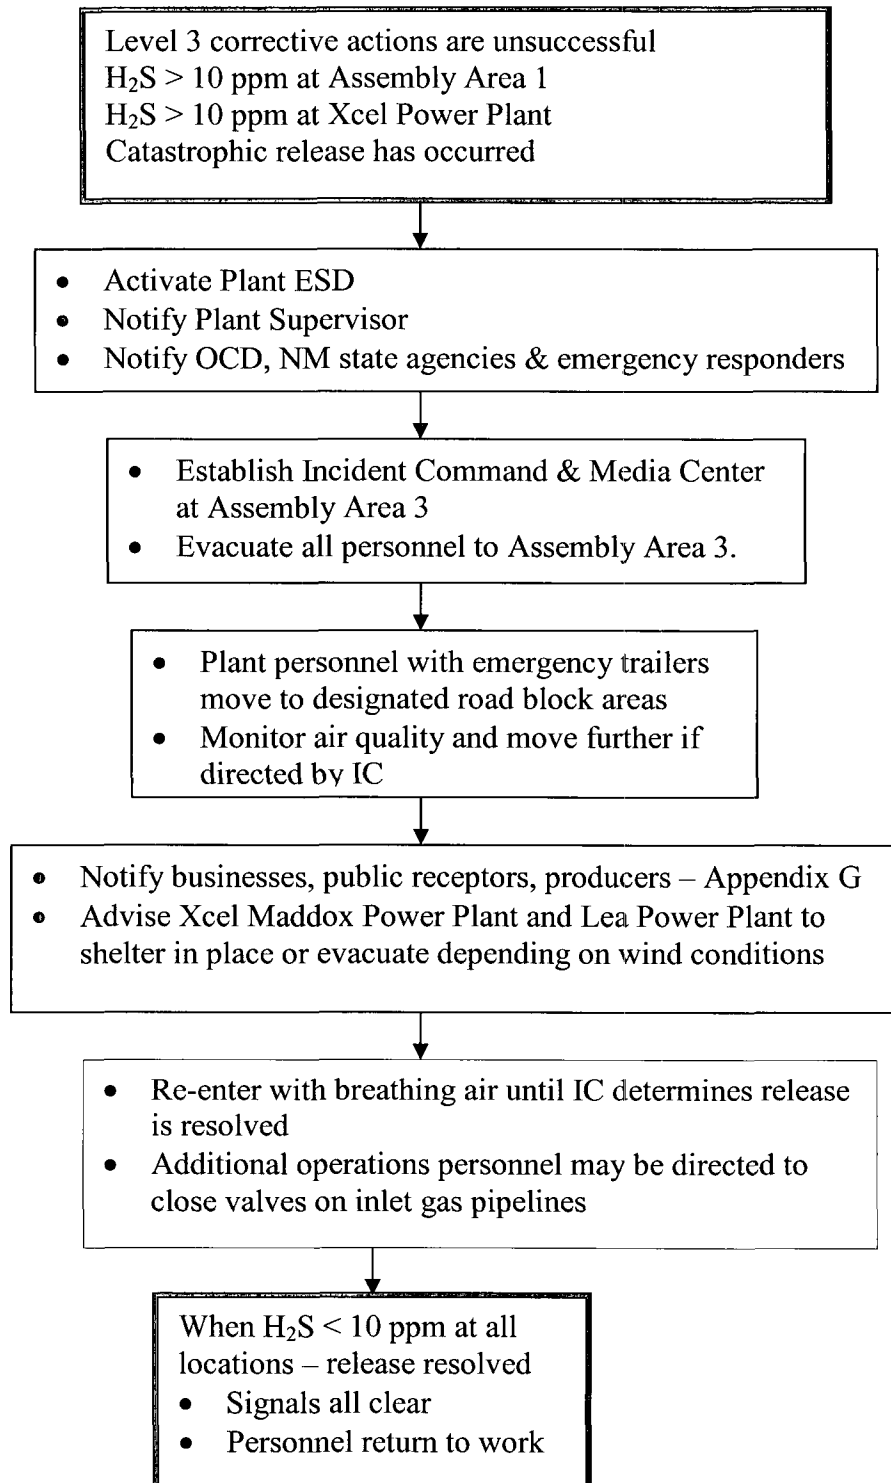 Level 3 corrective actions are unsuccessful
H₂S > 10 ppm at Assembly Area 1
H₂S > 10 ppm at Xcel Power Plant
Catastrophic release has occurred
• Activate Plant ESD
• Notify Plant Supervisor
• Notify OCD, NM state agencies & emergency responders
• Establish Incident Command & Media Center
at Assembly Area 3
• Evacuate all personnel to Assembly Area 3.
• Plant personnel with emergency trailers
move to designated road block areas
• Monitor air quality and move further if
directed by IC
• Notify businesses, public receptors, producers – Appendix G
• Advise Xcel Maddox Power Plant and Lea Power Plant to
shelter in place or evacuate depending on wind conditions
• Re-enter with breathing air until IC determines release
is resolved
• Additional operations personnel may be directed to
close valves on inlet gas pipelines
When H₂S < 10 ppm at all
locations – release resolved
• Signals all clear
• Personnel return to work